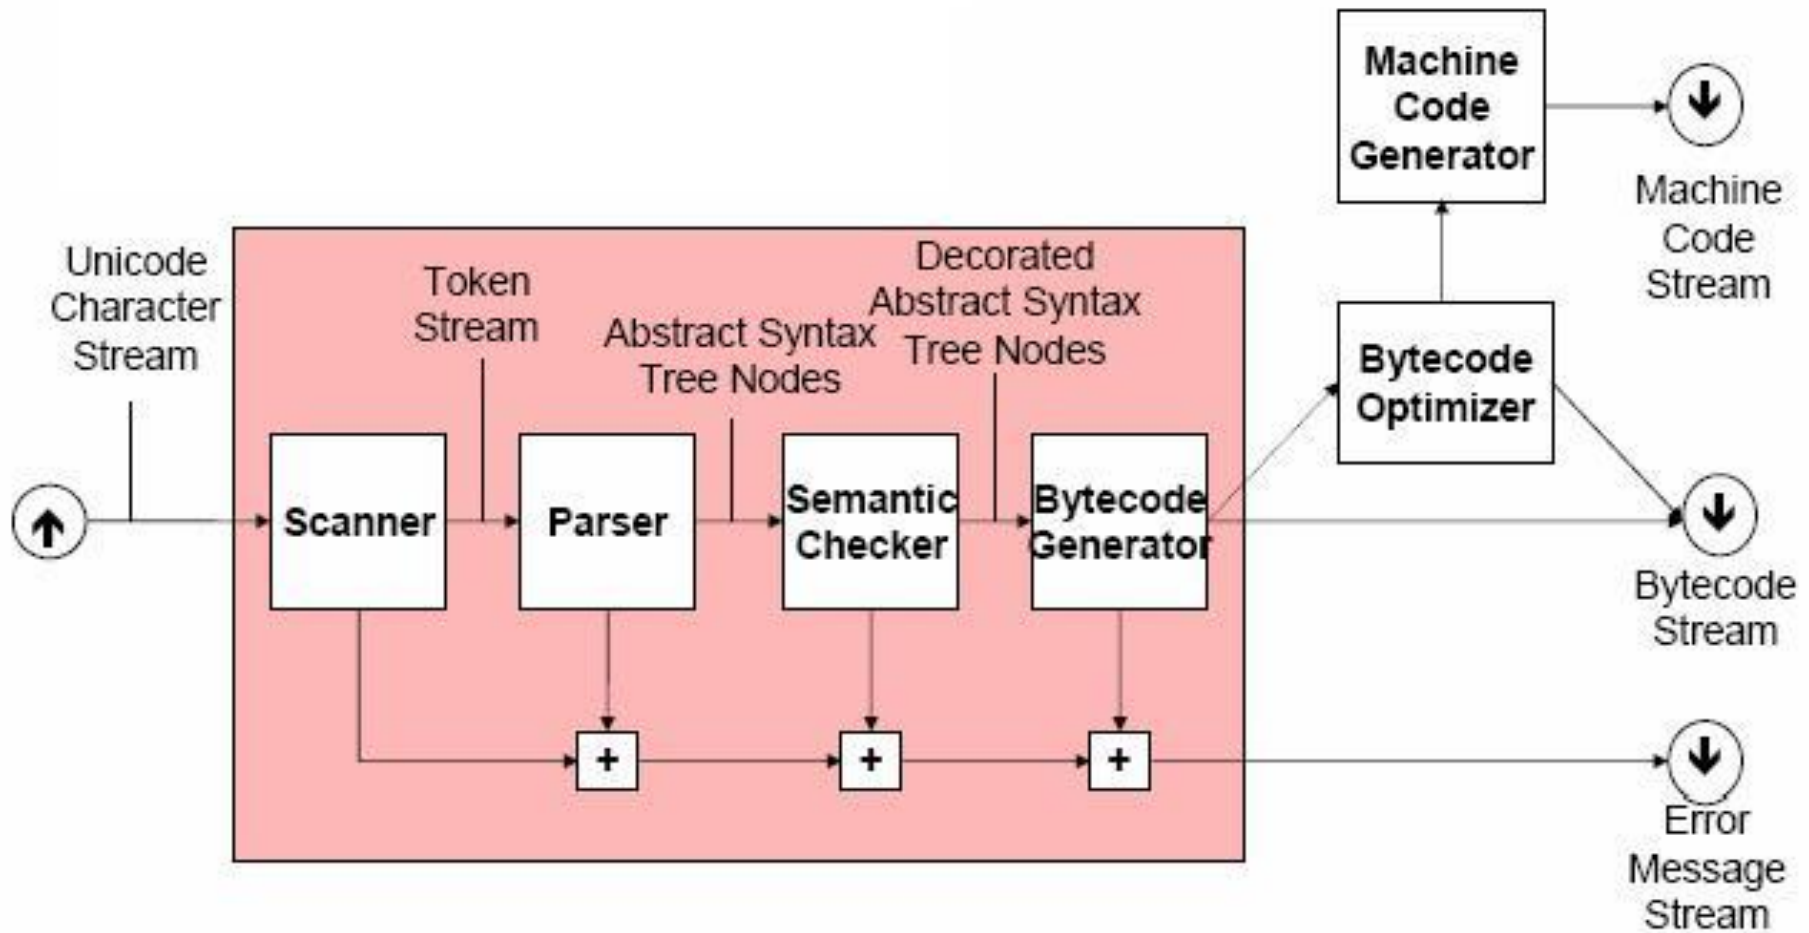 Machine
Code
Generator
Machine
Code
Stream
Unicode
Character
Stream
Token
Stream
Abstract Syntax
Tree Nodes
Decorated
Abstract Syntax
Tree Nodes
Bytecode
Optimizer
Scanner
Parser
Semantic
Checker
Bytecode
Generator
Bytecode
Stream
+
+
+
Error
Message
Stream